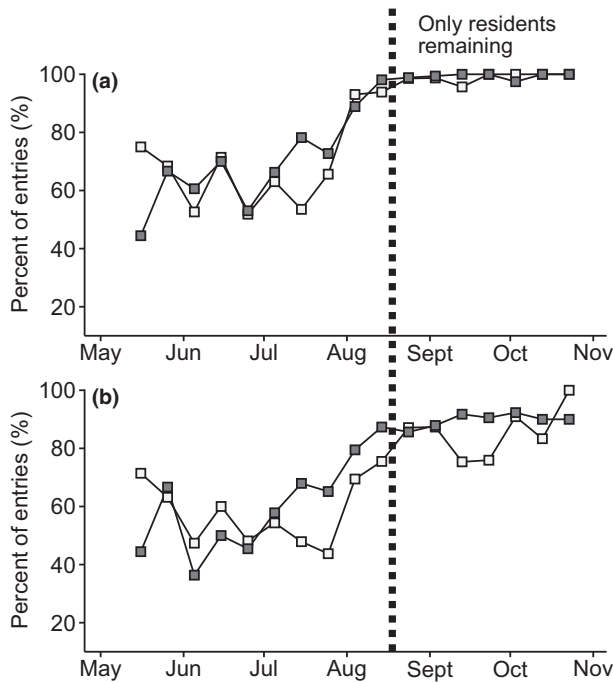 Only residents
remaining
(a)
Percent of entries (%)
100
80
60
40
20
May Jun Jul Aug Sept Oct Nov
(b)
Percent of entries (%)
100
80
60
40
20
May Jun Jul Aug Sept Oct Nov